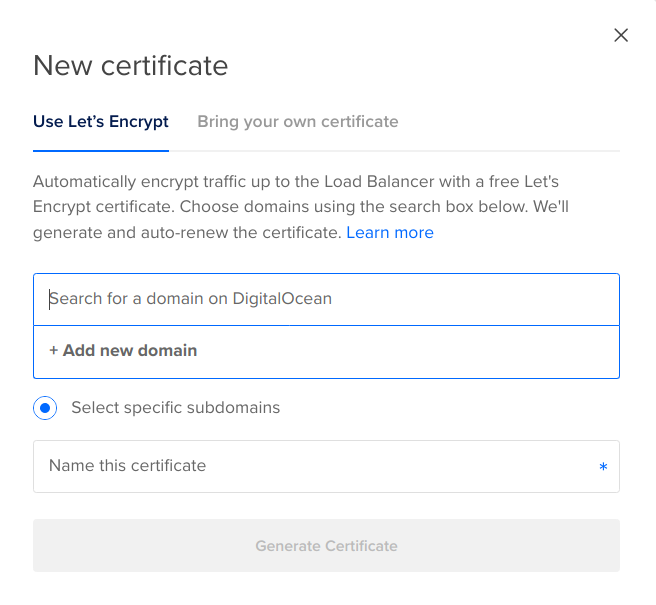 New certificate
Use Let’s Encrypt
Bring your own certificate
Automatically encrypt traffic up to the Load Balancer with a free Let's
Encrypt certificate. Choose domains using the search box below. We'll
generate and auto-renew the certificate. Learn more
Search for a domain on DigitalOcean
+ Add new domain
Select specific subdomains
Name this certificate *
Generate Certificate